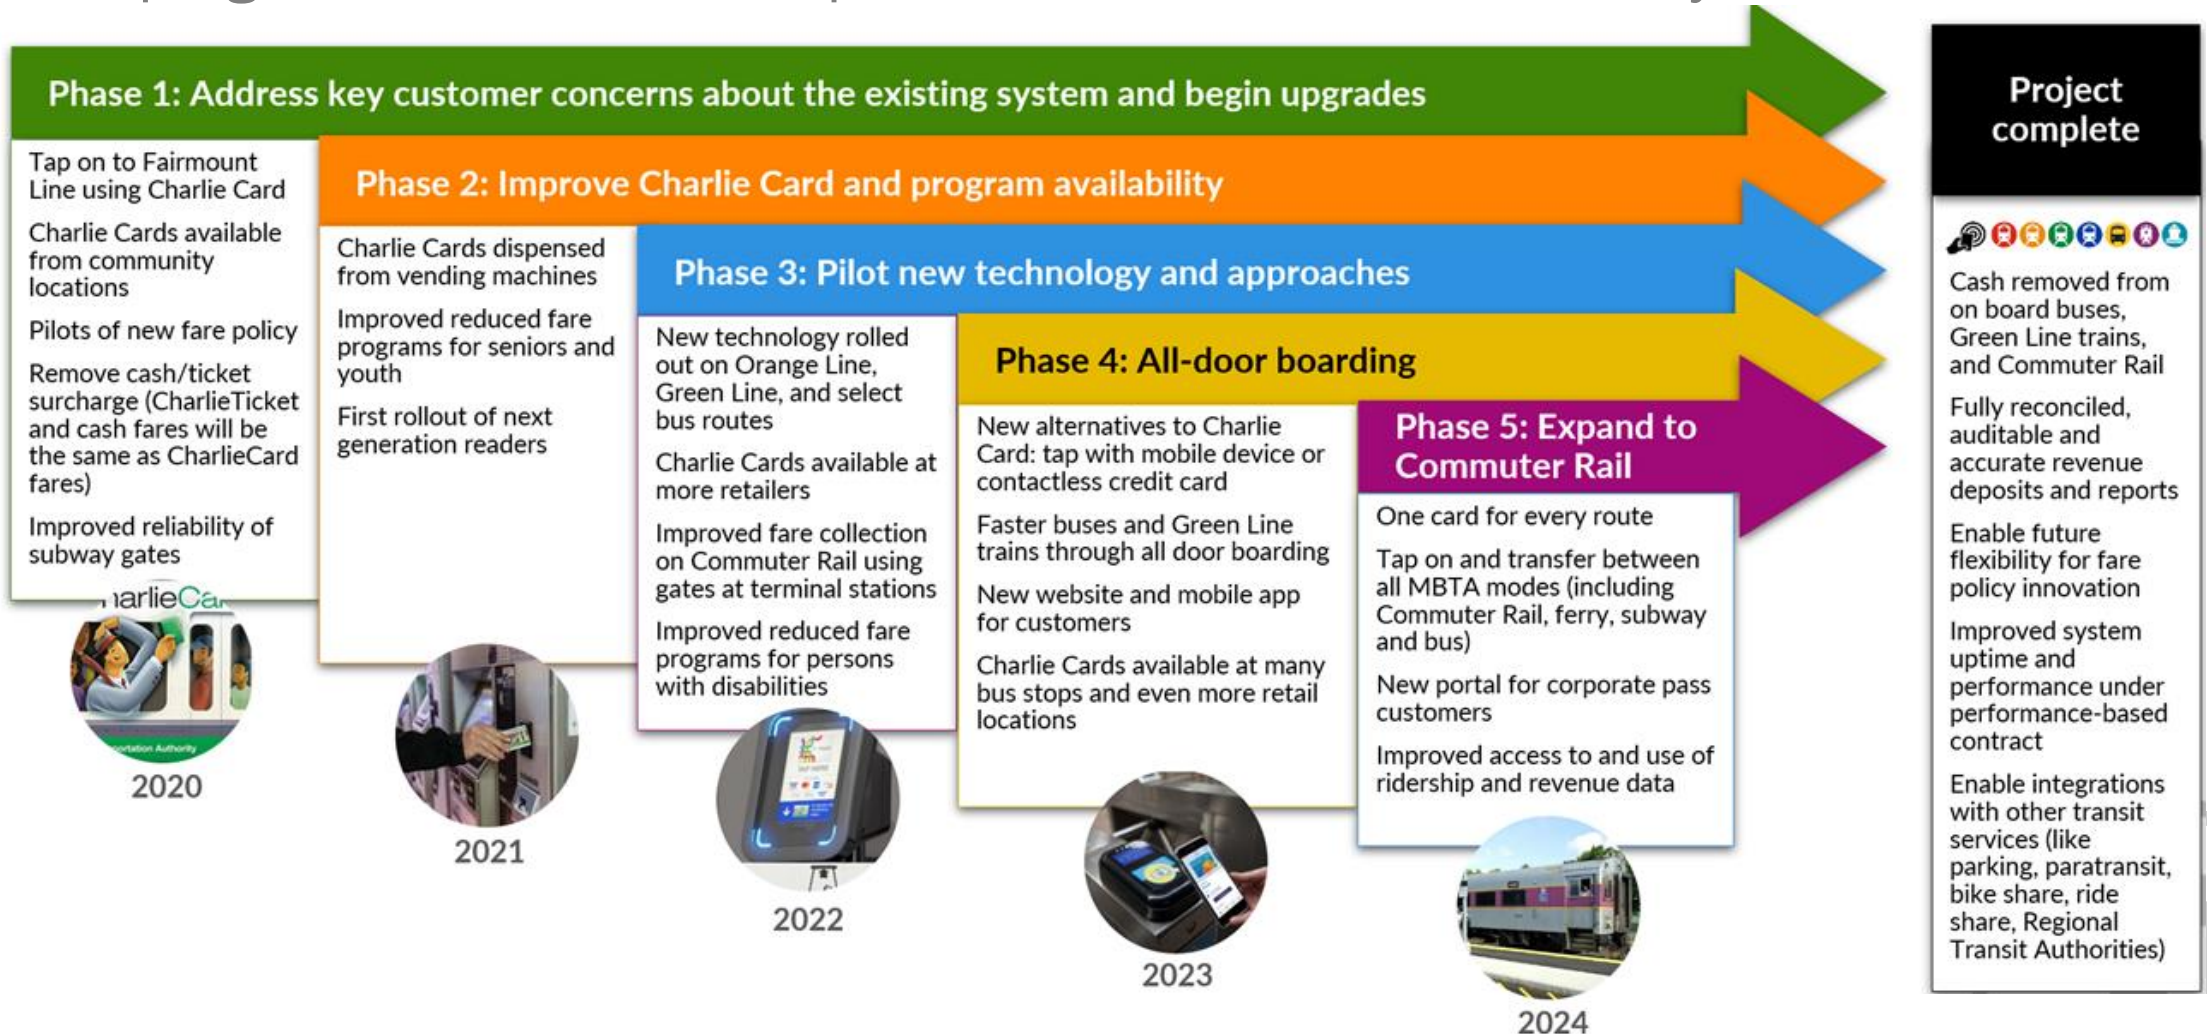 Phase 1: Address key customer concerns about the existing system and begin upgrades
Tap on to Fairmount
Line using Charlie Card
Charlie Cards available
from community
locations
Pilots of new fare policy
Remove cash/ticket
surcharge (CharlieTicket
and cash fares will be
the same as CharlieCard
fares)
Improved reliability of
subway gates
2020
Phase 2: Improve Charlie Card and program availability
Charlie Cards dispensed
from vending machines
Improved reduced fare
programs for seniors and
youth
First rollout of next
generation readers
2021
Phase 3: Pilot new technology and approaches
New technology rolled
out on Orange Line,
Green Line, and select
bus routes
Charlie Cards available at
more retailers
Improved fare collection
on Commuter Rail using
gates at terminal stations
Improved reduced fare
programs for persons
with disabilities
2022
Phase 4: All-door boarding
New alternatives to Charlie
Card: tap with mobile device or
contactless credit card
Faster buses and Green Line
trains through all door boarding
New website and mobile app
for customers
Charlie Cards available at many
bus stops and even more retail
locations
2023
Phase 5: Expand to
Commuter Rail
One card for every route
Tap on and transfer between
all MBTA modes (including
Commuter Rail, ferry, subway
and bus)
New portal for corporate pass
customers
Improved access to and use of
ridership and revenue data
2024
Project
complete
Cash removed from
on board buses,
Green Line trains,
and Commuter Rail
Fully reconciled,
auditable and
accurate revenue
deposits and reports
Enable future
flexibility for fare
policy innovation
Improved system
uptime and
performance under
performance-based
contract
Enable integrations
with other transit
services (like
parking, paratransit,
bike share, ride
share, Regional
Transit Authorities)